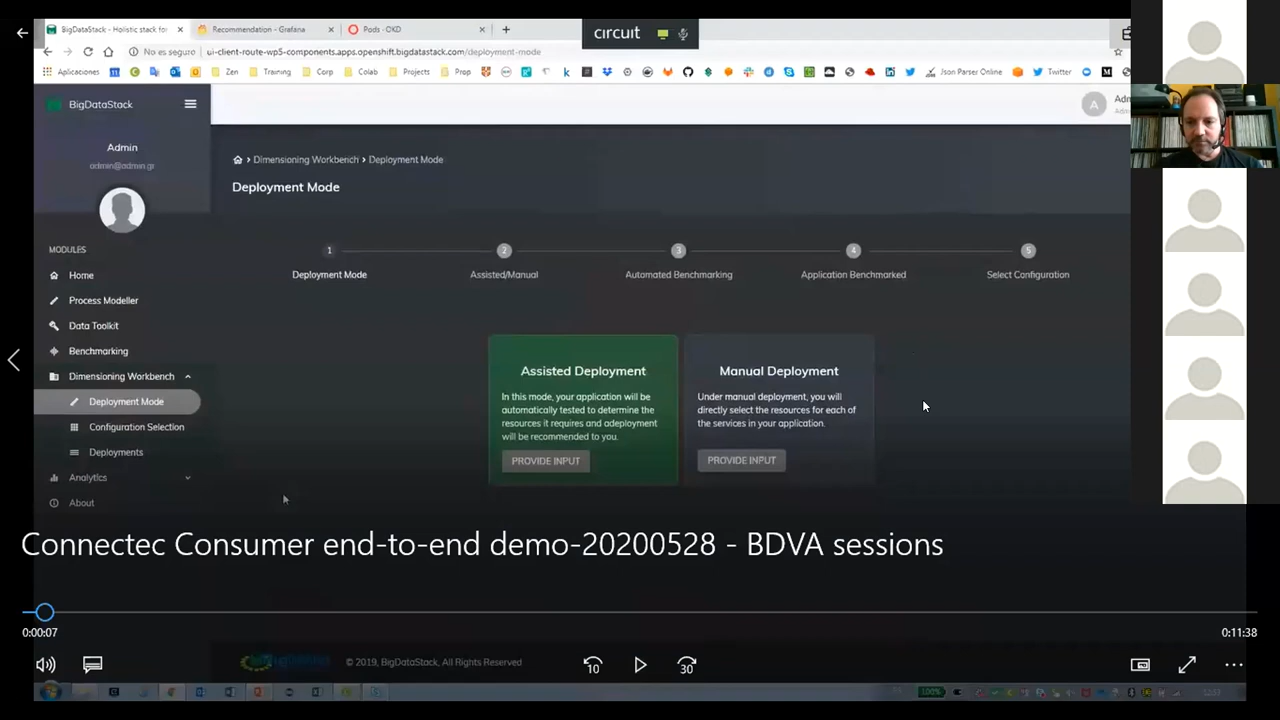 BigDataStack - Holistic stack fo
Recommendation - Grafana
Pods - OKD
circuit
No es seguro
ui-client-route-wp5-components.apps.openshift.bigdatastack.com/deployment-mode
Aplicaciones
Zen
Training
Corp
Colab
Projects
Prop
Json Parser Online
Twitter
BigDataStack
A
Adm
Admin
admin@admin.gr
Dimensioning Workbench
Deployment Mode
Deployment Mode
MODULES
Home
Process Modeller
Data Toolkit
Benchmarking
Dimensioning Workbench
Deployment Mode
Configuration Selection
Deployments
Analytics
About
1
2
3
4
5
Deployment Mode
Assisted/Manual
Automated Benchmarking
Application Benchmarked
Select Configuration
Assisted Deployment
In this mode, your application will be
automatically tested to determine the
resources it requires and adeployment
will be recommended to you.
PROVIDE INPUT
Manual Deployment
Under manual deployment, you will
directly select the resources for each of
the services in your application.
PROVIDE INPUT
Connectec Consumer end-to-end demo-20200528 - BDVA sessions
0:00:07
0:11:38
© 2019, BigDataStack, All Rights Reserved
10
30
100%